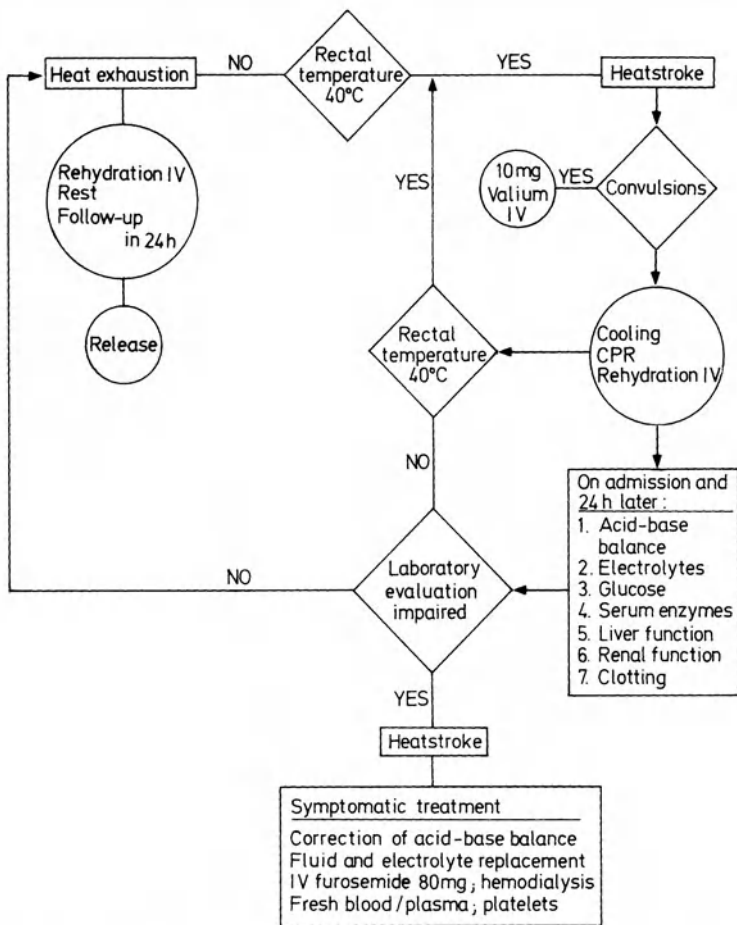 Rectal
temperature
40°C
NO
YES
Heat exhaustion
Heatstroke
Rehydration IV
Rest
Follow-up
in 24h
Release
10mg
Valium
IV
YES
Convulsions
YES
Cooling
CPR
Rehydration IV
Rectal
temperature
40°C
NO
On admission and
24h later:
1. Acid-base
balance
2. Electrolytes
3. Glucose
4. Serum enzymes
5. Liver function
6. Renal function
7. Clotting
Laboratory
evaluation
impaired
NO
YES
Heatstroke
Symptomatic treatment
Correction of acid-base balance
Fluid and electrolyte replacement
IV furosemide 80mg; hemodialysis
Fresh blood/plasma; platelets